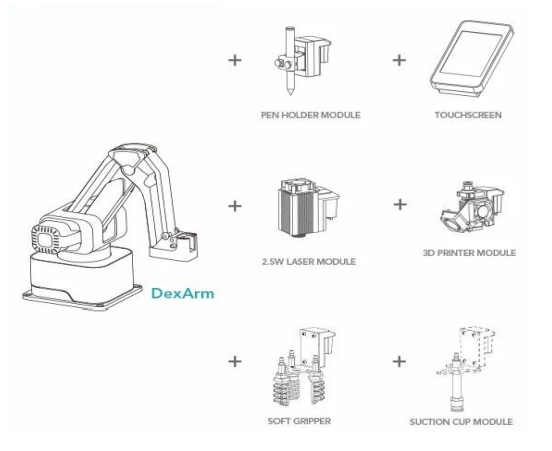 PEN HOLDER MODULE
TOUCHSCREEN
2.5W LASER MODULE
3D PRINTER MODULE
DexArm
SOFT GRIPPER
SUCTION CUP MODULE